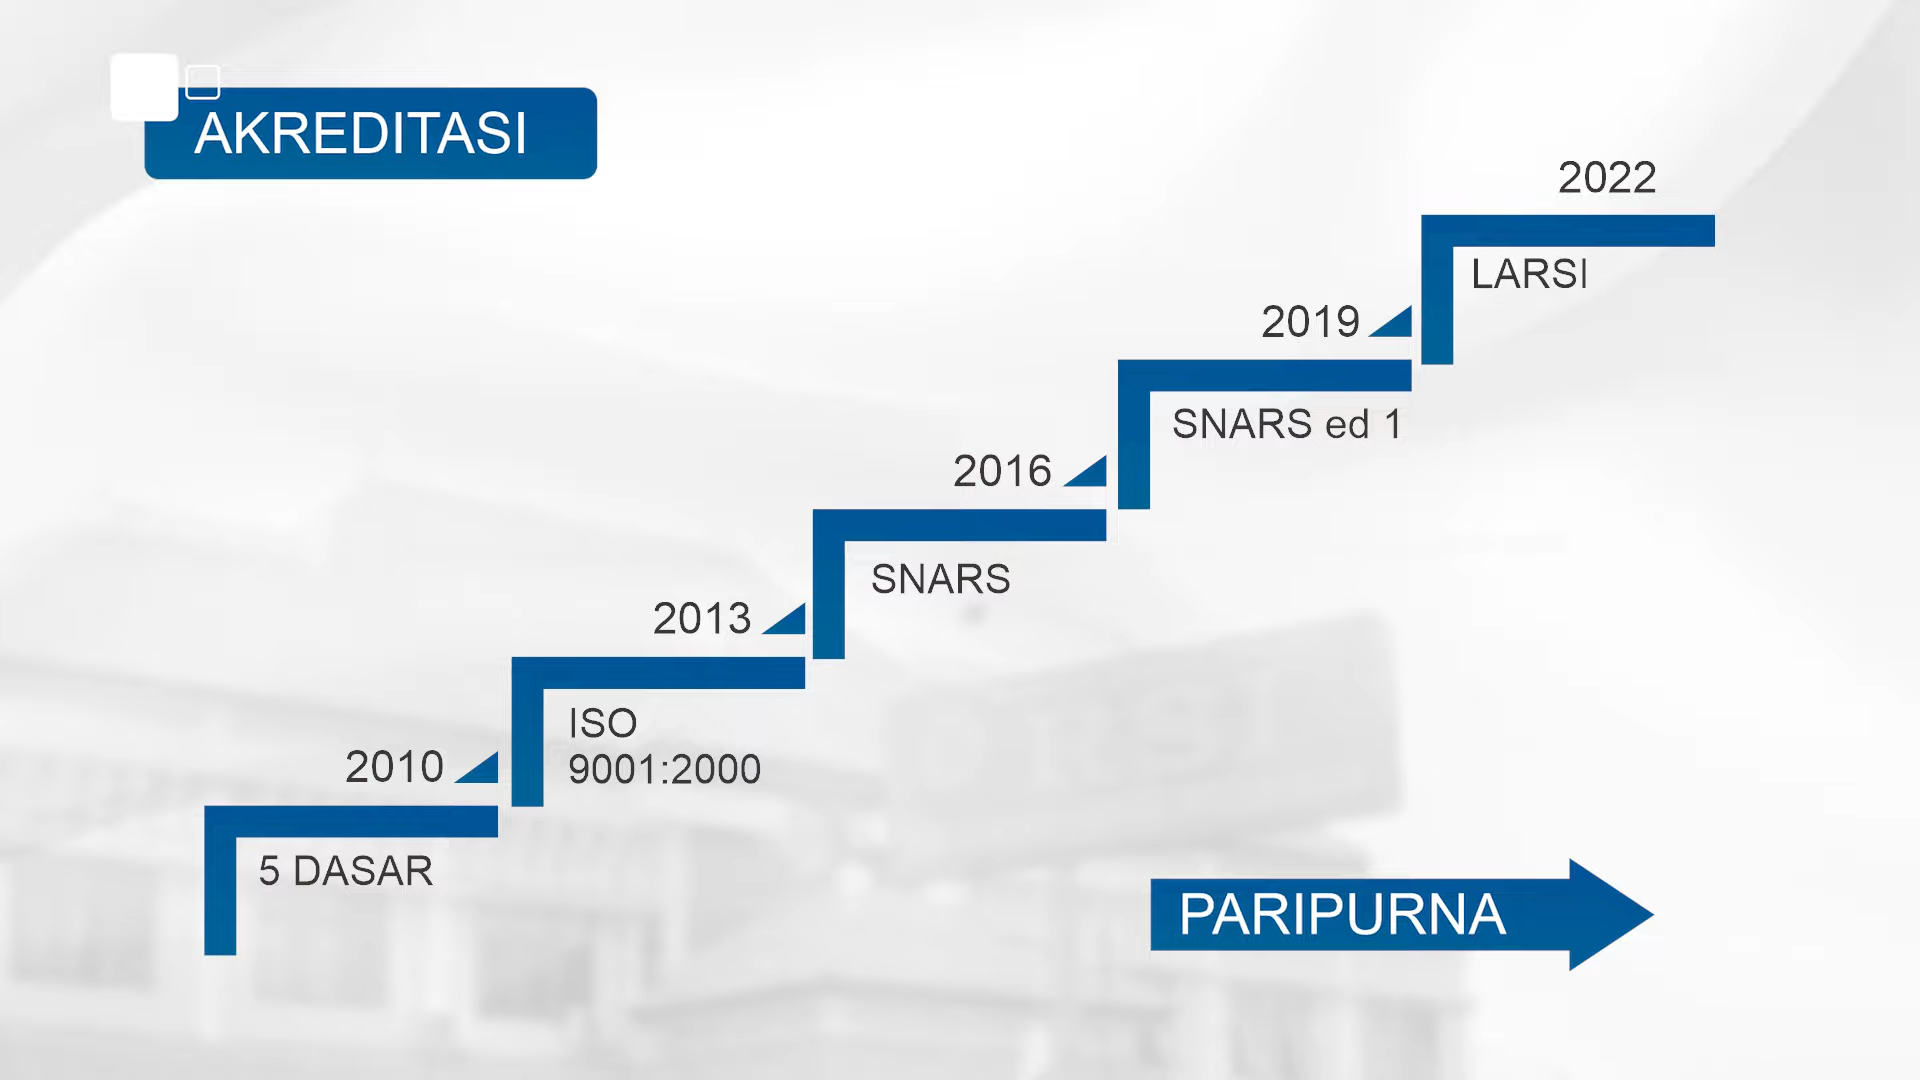 AKREDITASI
2022
LARSI
2019
SNARS ed 1
2016
SNARS
2013
ISO
9001:2000
2010
5 DASAR
PARIPURNA